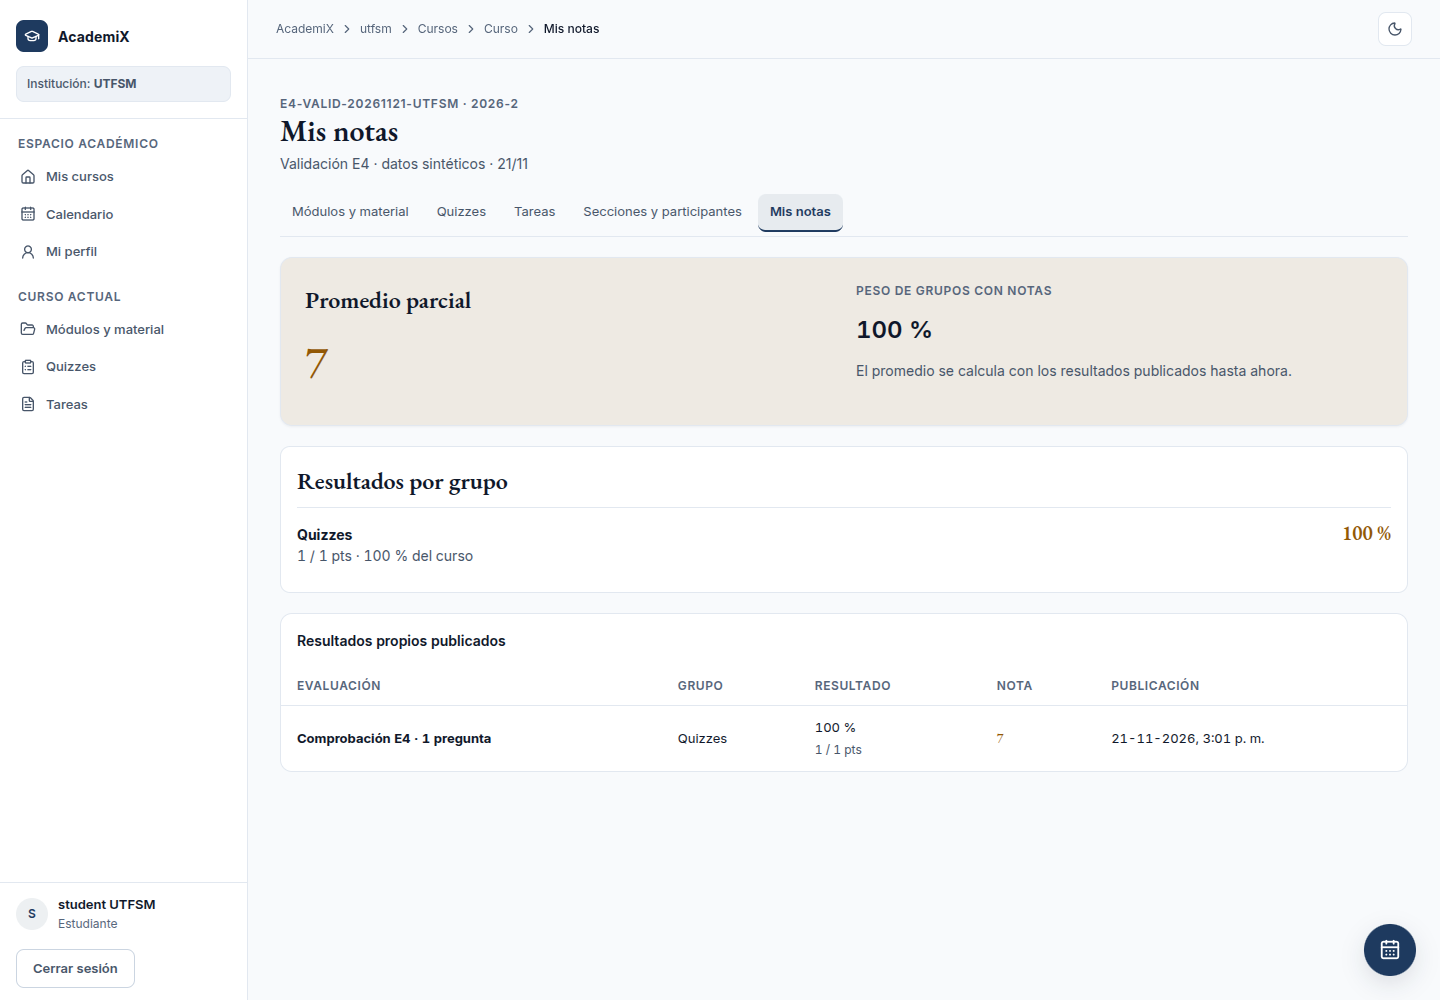 AcademiX
Institución: UTFSM
ESPACIO ACADÉMICO
Mis cursos
Calendario
Mi perfil
CURSO ACTUAL
Módulos y material
Quizzes
Tareas
S
student UTFSM
Estudiante
Cerrar sesión
AcademiX > utfsm > Cursos > Curso > Mis notas
E4-VALID-20261121-UTFSM · 2026-2
Mis notas
Validación E4 · datos sintéticos · 21/11
Módulos y material Quizzes Tareas Secciones y participantes Mis notas
Promedio parcial
7
PESO DE GRUPOS CON NOTAS
100 %
El promedio se calcula con los resultados publicados hasta ahora.
Resultados por grupo
Quizzes 100 %
1 / 1 pts · 100 % del curso
Resultados propios publicados
EVALUACIÓN GRUPO RESULTADO NOTA PUBLICACIÓN
Comprobación E4 · 1 pregunta Quizzes 100 % 7 21-11-2026, 3:01 p. m.
1 / 1 pts